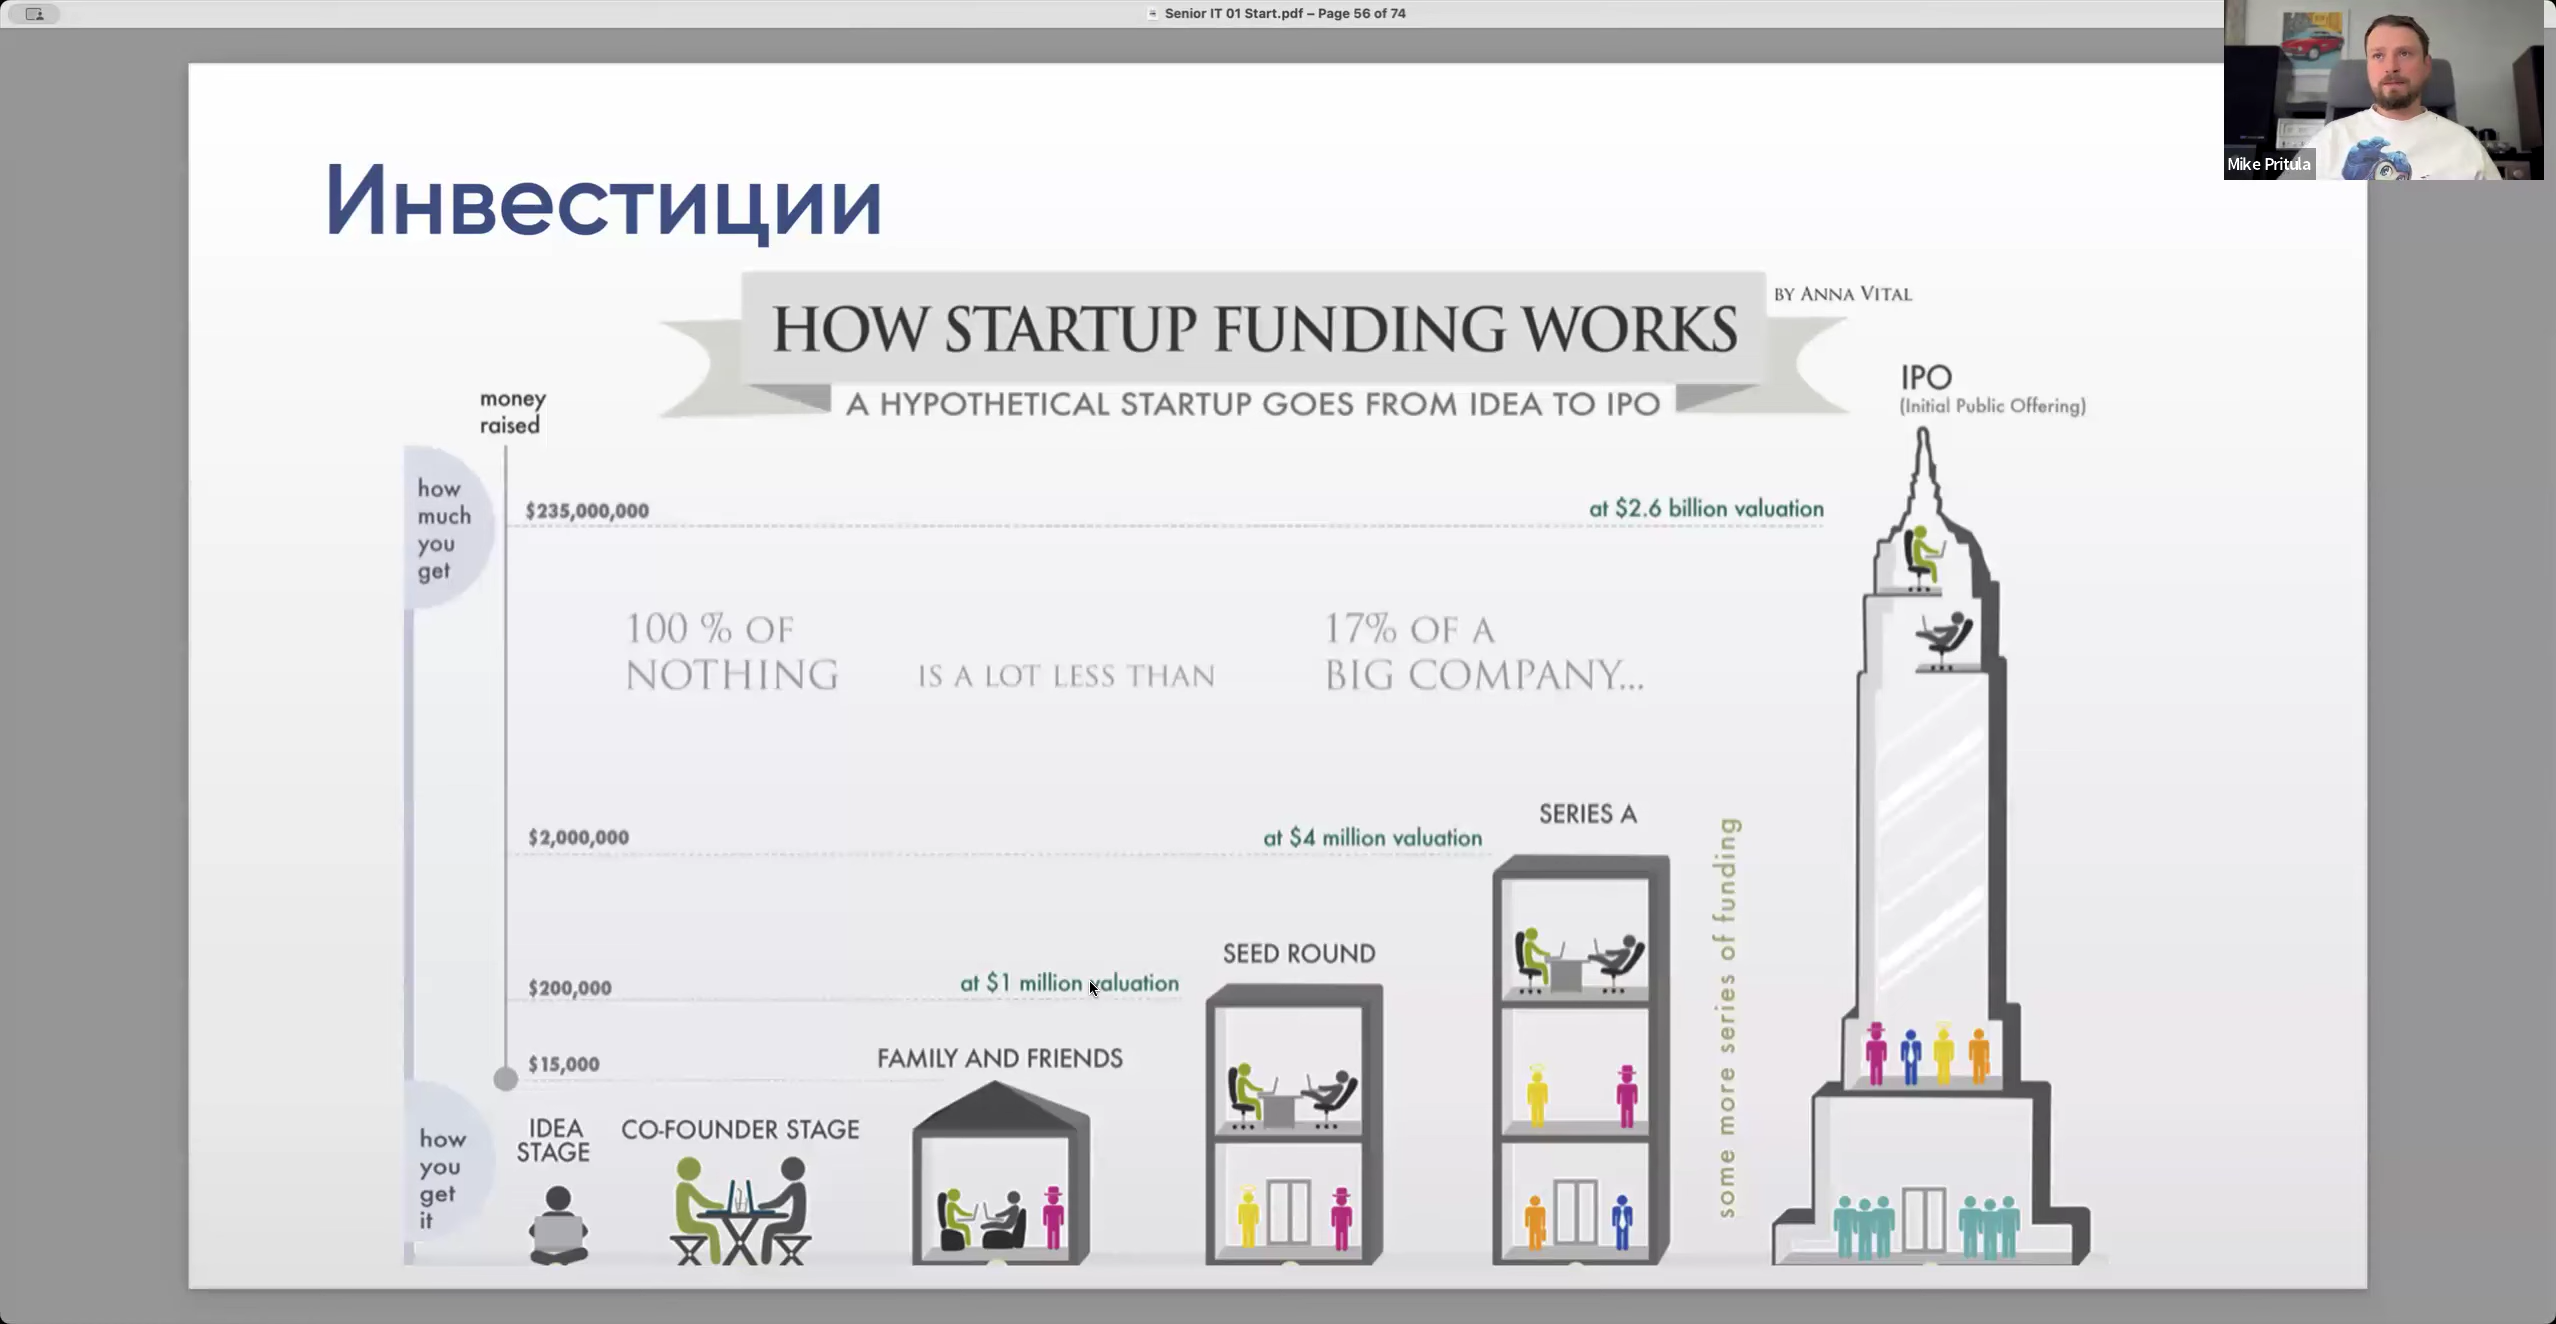 Senior IT 01 Start.pdf – Page 56 of 74
Mike Pritula
Инвестиции
HOW STARTUP FUNDING WORKS
BY ANNA VITAL
A HYPOTHETICAL STARTUP GOES FROM IDEA TO IPO
IPO
(Initial Public Offering)
money
raised
how
much
you
get
$235,000,000
at $2.6 billion valuation
100 % OF
NOTHING
IS A LOT LESS THAN
17% OF A
BIG COMPANY...
SERIES A
$2,000,000
at $4 million valuation
some more series of funding
SEED ROUND
$200,000
at $1 million valuation
$15,000
FAMILY AND FRIENDS
IDEA
STAGE
CO-FOUNDER STAGE
how
you
get
it